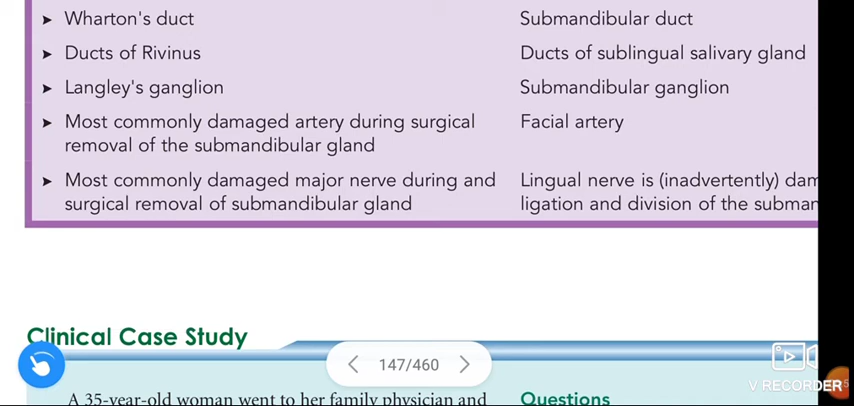 ➤ Wharton's duct Submandibular duct
➤ Ducts of Rivinus Ducts of sublingual salivary gland
➤ Langley's ganglion Submandibular ganglion
➤ Most commonly damaged artery during surgical Facial artery
removal of the submandibular gland
➤ Most commonly damaged major nerve during and Lingual nerve is (inadvertently) dam
surgical removal of submandibular gland ligation and division of the subman
Clinical Case Study
147/460
V RECORDER
A 35-year-old woman went to her family physician and Questions